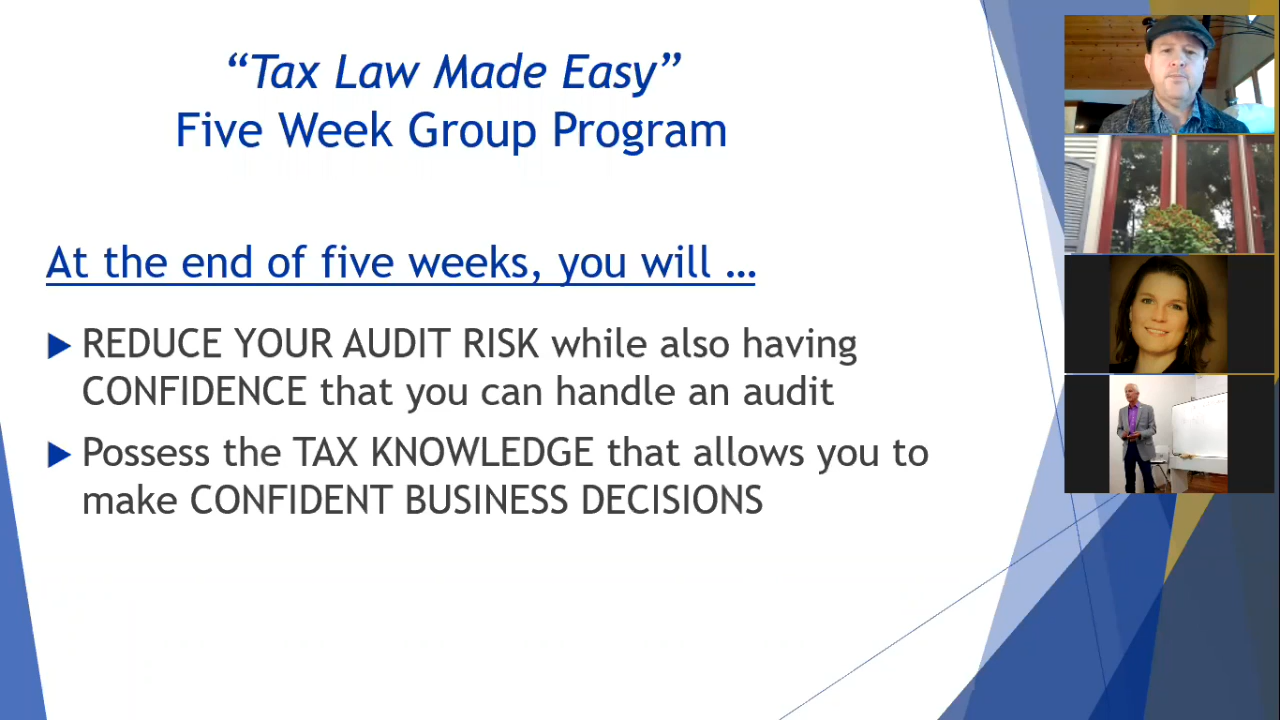 “Tax Law Made Easy”
Five Week Group Program
At the end of five weeks, you will …
REDUCE YOUR AUDIT RISK while also having
CONFIDENCE that you can handle an audit
Possess the TAX KNOWLEDGE that allows you to
make CONFIDENT BUSINESS DECISIONS